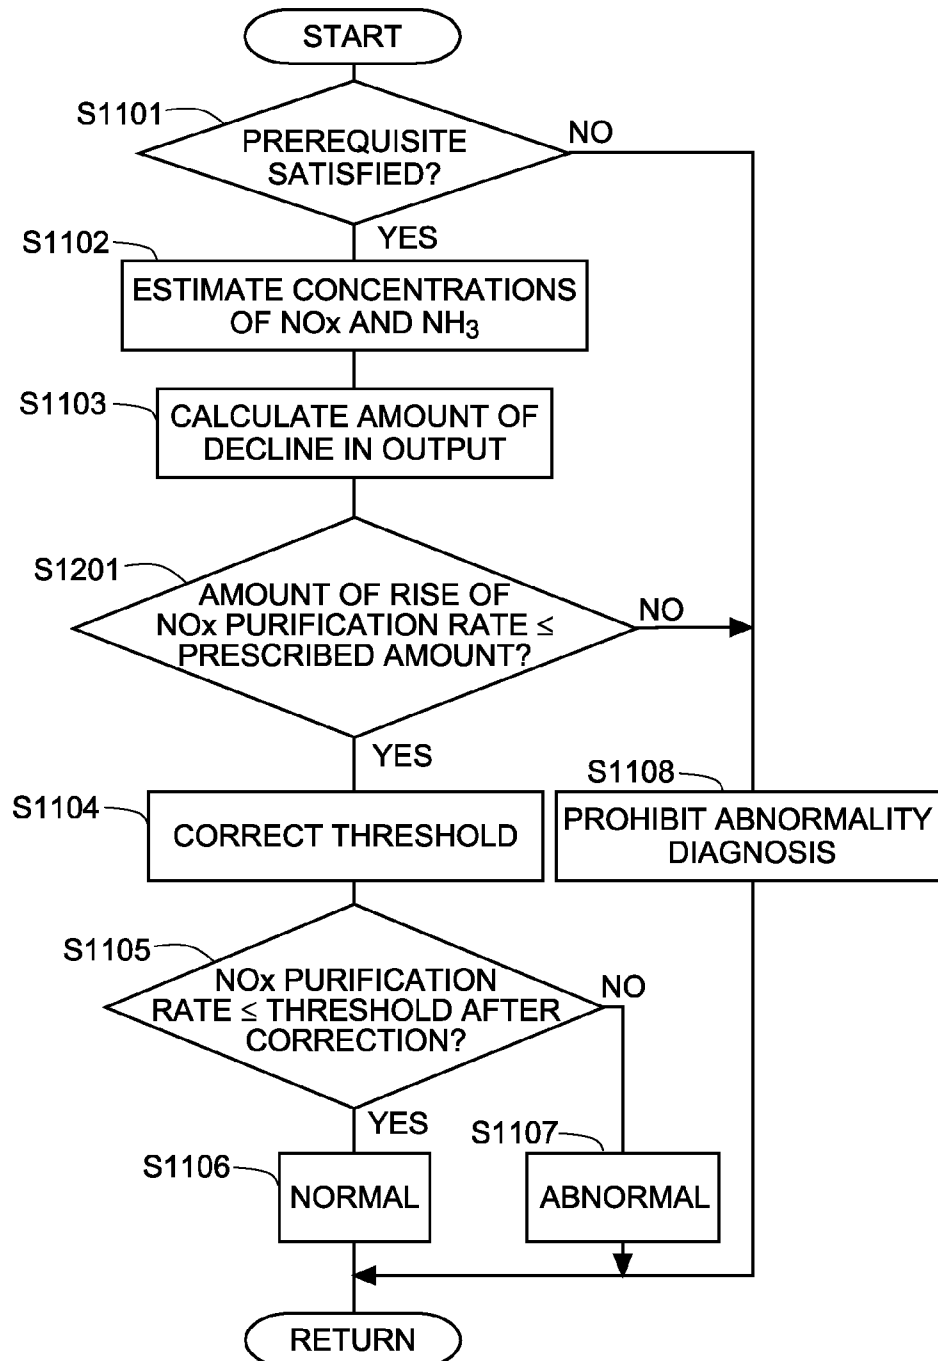 START
S1101
PREREQUISITE
SATISFIED?
NO
YES
S1102
ESTIMATE CONCENTRATIONS
OF NOx AND NH3
S1103
CALCULATE AMOUNT OF
DECLINE IN OUTPUT
S1201
AMOUNT OF RISE OF
NOx PURIFICATION RATE ≤
PRESCRIBED AMOUNT?
NO
YES
S1104
CORRECT THRESHOLD
S1108
PROHIBIT ABNORMALITY
DIAGNOSIS
S1105
NOx PURIFICATION
RATE ≤ THRESHOLD AFTER
CORRECTION?
NO
YES
S1106
NORMAL
S1107
ABNORMAL
RETURN